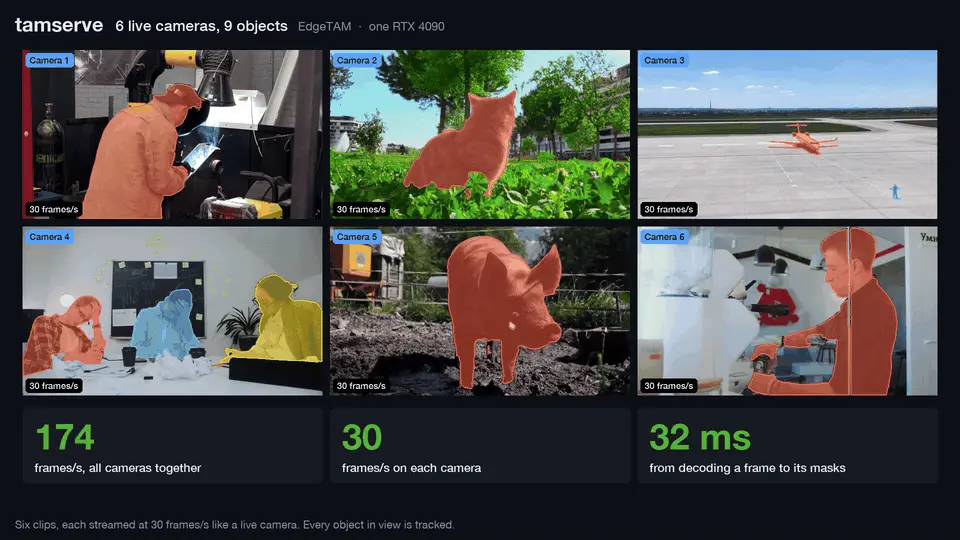 tamserve 6 live cameras, 9 objects EdgeTAM · one RTX 4090
Camera 1
30 frames/s
Camera 2
30 frames/s
Camera 3
30 frames/s
Camera 4
30 frames/s
Camera 5
30 frames/s
Camera 6
Умн
30 frames/s
174
frames/s, all cameras together
30
frames/s on each camera
32 ms
from decoding a frame to its masks
Six clips, each streamed at 30 frames/s like a live camera. Every object in view is tracked.